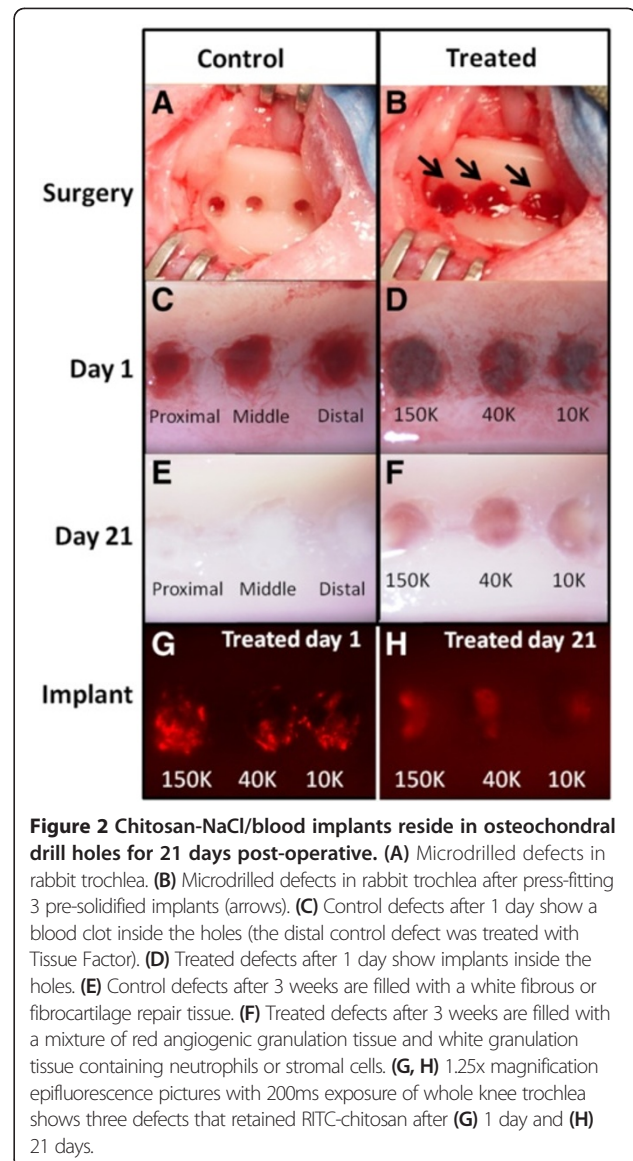 Control Treated
A B
Surgery
C D
Day 1
Proximal Middle Distal 150K 40K 10K
E F
Day 21
Proximal Middle Distal 150K 40K 10K
G Treated day 1 H Treated day 21
Implant
150K 40K 10K 150K 40K 10K
Figure 2 Chitosan-NaCl/blood implants reside in osteochondral
drill holes for 21 days post-operative. (A) Microdrilled defects in
rabbit trochlea. (B) Microdrilled defects in rabbit trochlea after press-fitting
3 pre-solidified implants (arrows). (C) Control defects after 1 day show a
blood clot inside the holes (the distal control defect was treated with
Tissue Factor). (D) Treated defects after 1 day show implants inside the
holes. (E) Control defects after 3 weeks are filled with a white fibrous or
fibrocartilage repair tissue. (F) Treated defects after 3 weeks are filled with
a mixture of red angiogenic granulation tissue and white granulation
tissue containing neutrophils or stromal cells. (G, H) 1.25x magnification
epifluorescence pictures with 200ms exposure of whole knee trochlea
shows three defects that retained RITC-chitosan after (G) 1 day and (H)
21 days.